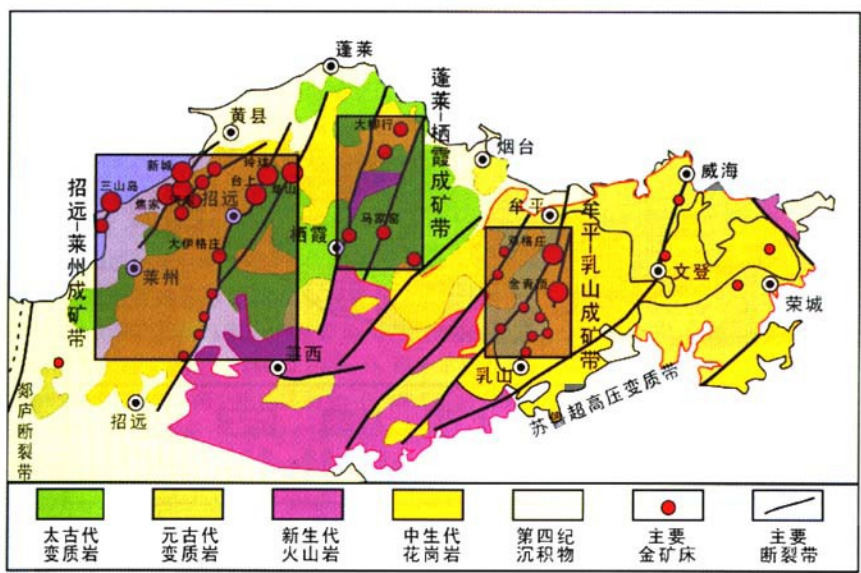 蓬莱
黄县
蓬莱-栖霞成矿带
大柳行
烟台
威海
新城
玲珑
台上
三山岛
焦家
招远
招远-莱州成矿带
牟平
牟平-乳山成矿带
邓格庄
马家窑
栖霞
大伊格庄
莱州
金青顶
文登
荣城
莱西
乳山
招远
苏鲁超高压变质带
郯庐断裂带
太古代
变质岩
元古代
变质岩
新生代
火山岩
中生代
花岗岩
第四纪
沉积物
主要
金矿床
主要
断裂带